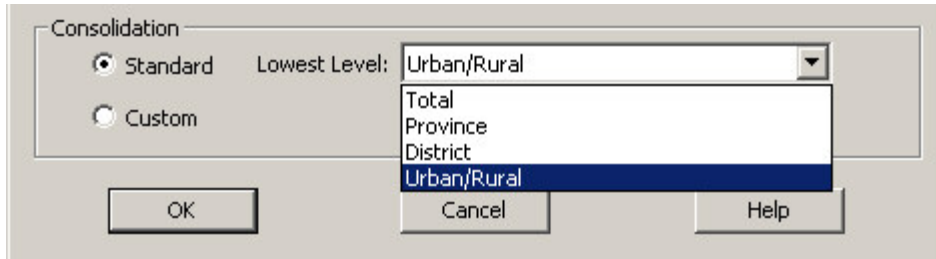 Consolidation
Standard Lowest Level: Urban/Rural
Total
Custom
Province
District
Urban/Rural
OK Cancel Help